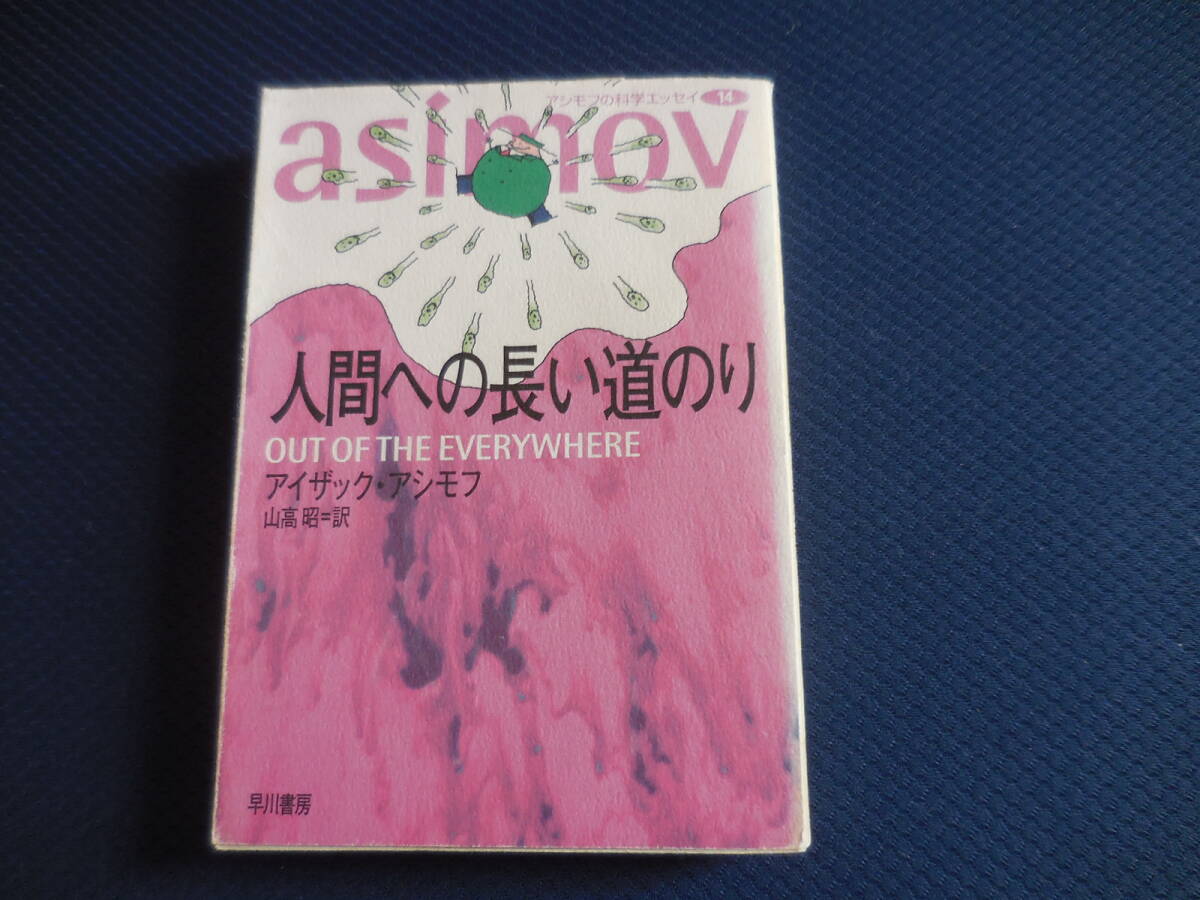 アシモフの科学エッセイ 14
asimov
人間への長い道のり
OUT OF THE EVERYWHERE
アイザック・アシモフ
山高 昭=訳
早川書房